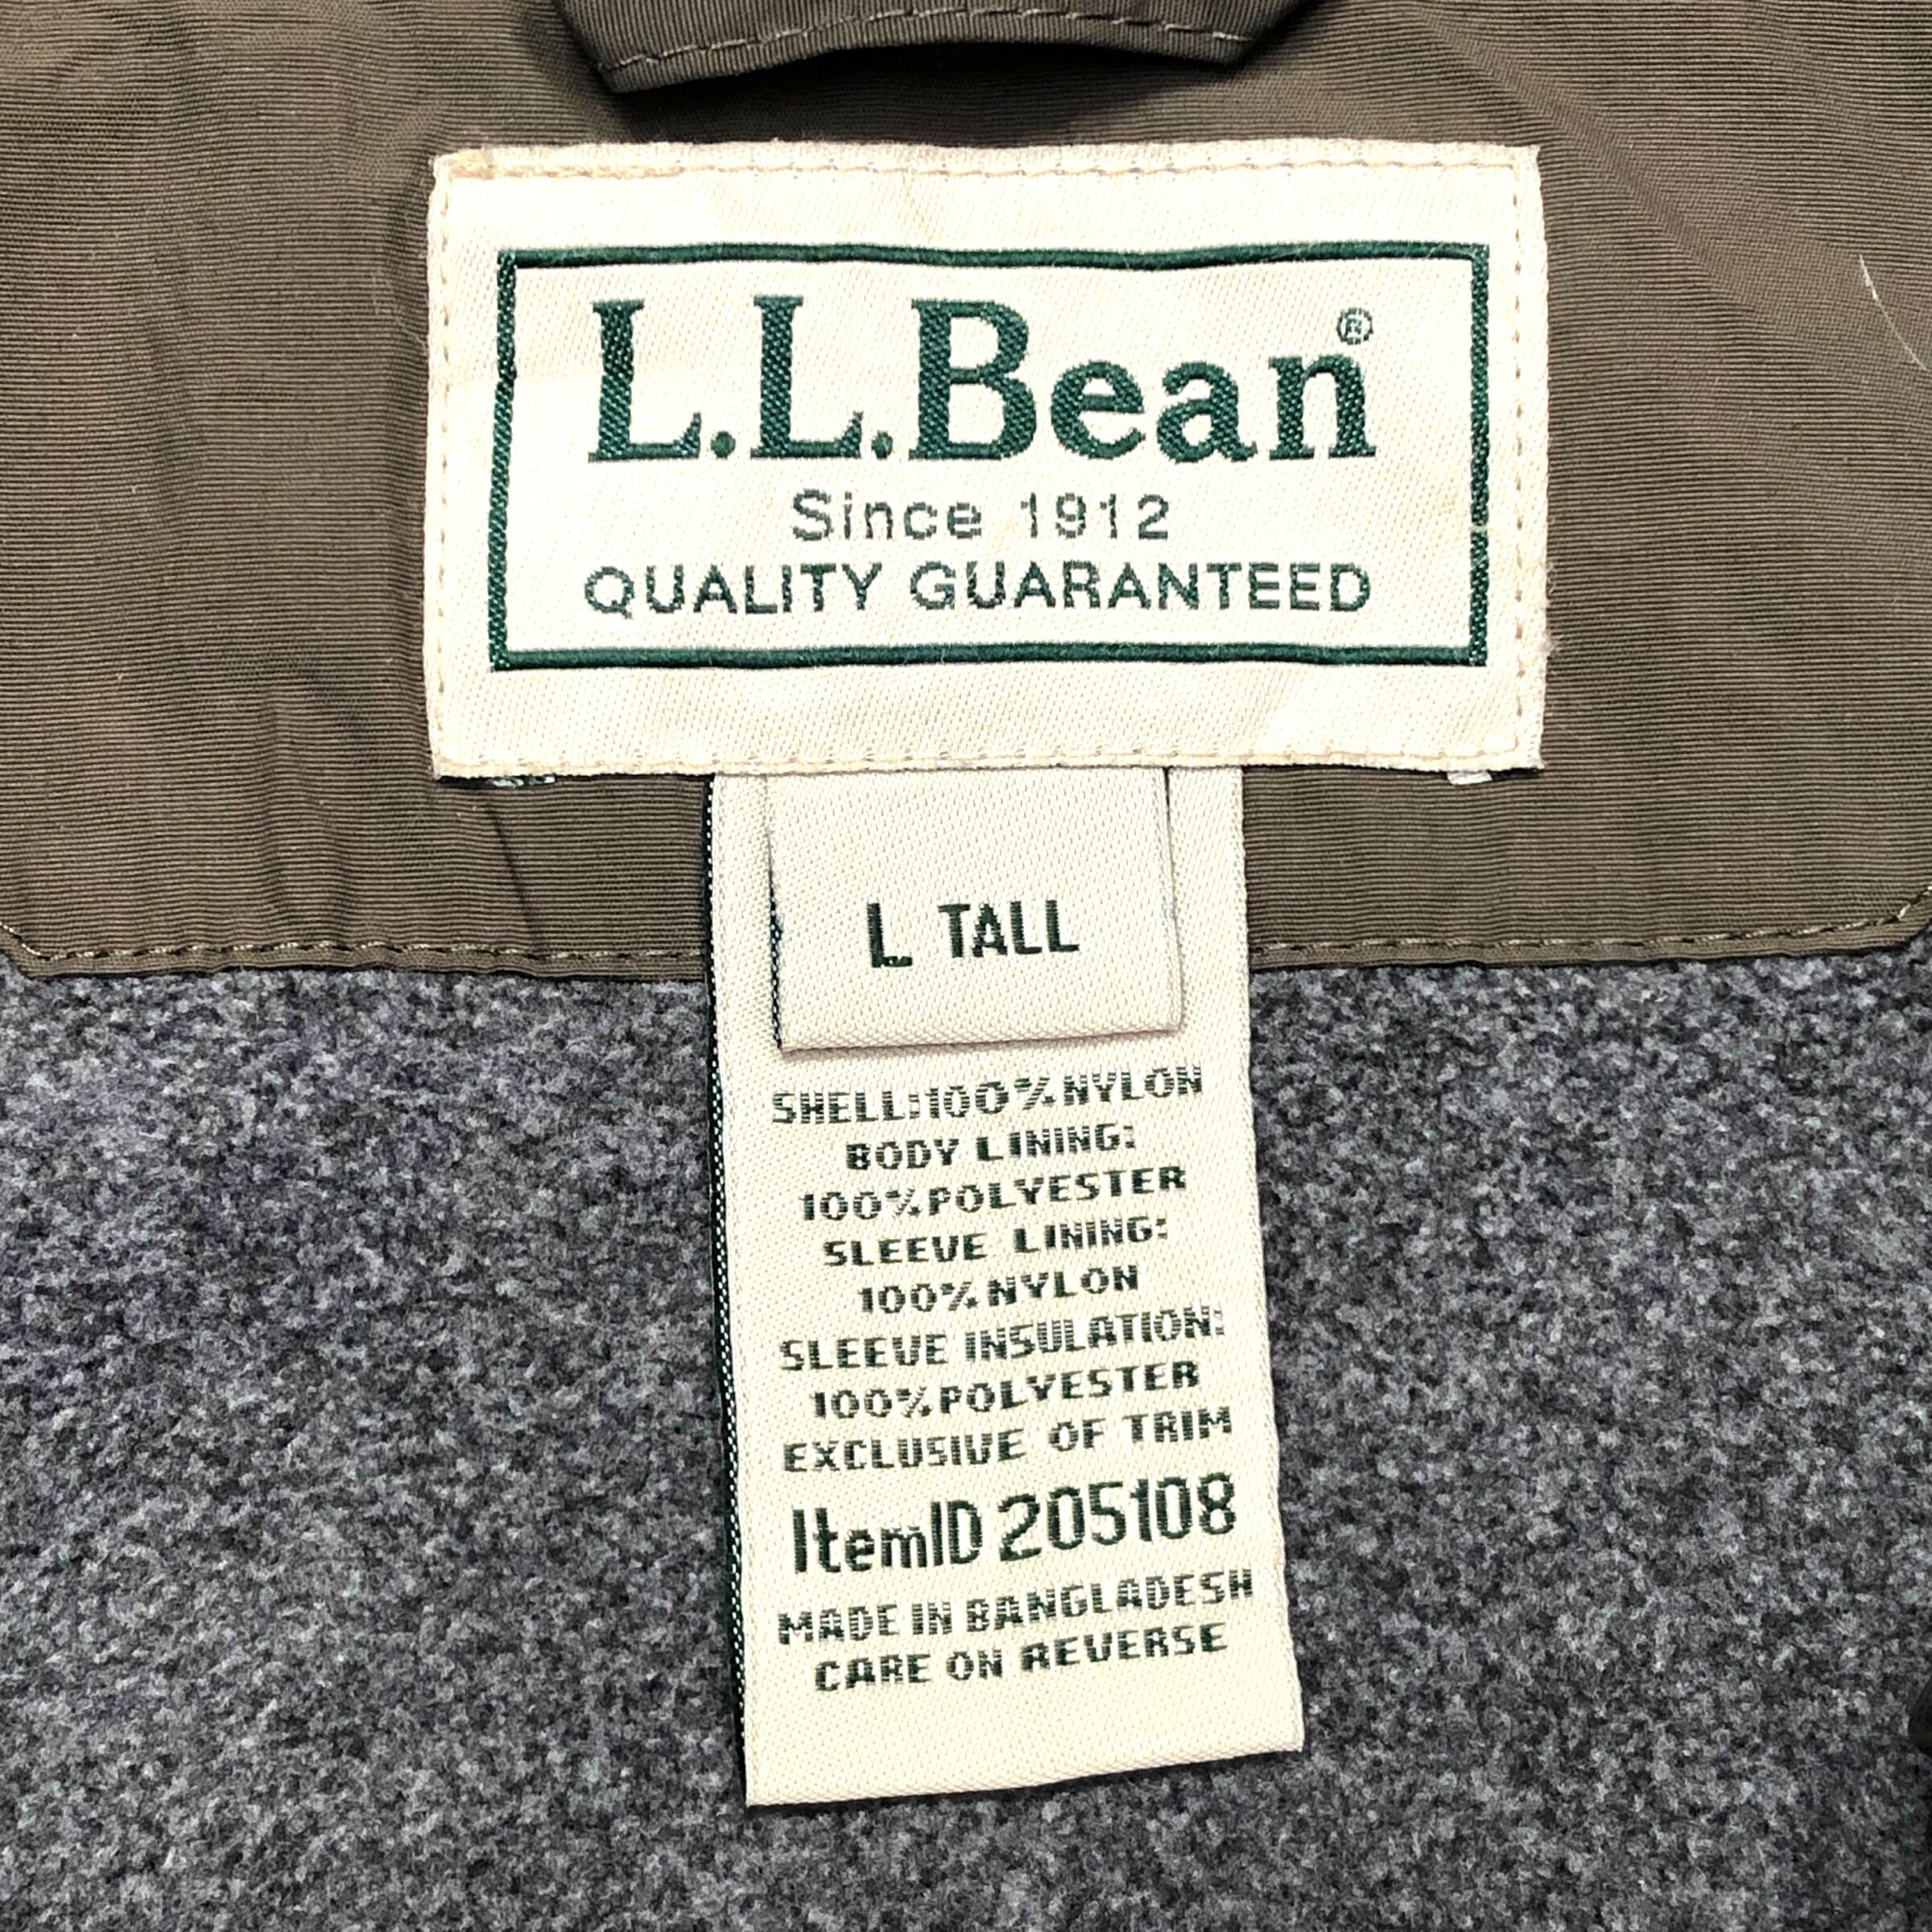 L.L.Bean®
Since 1912
QUALITY GUARANTEED
L TALL
SHELL:100%NYLON
BODY LINING:
100%POLYESTER
SLEEVE LINING:
100%NYLON
SLEEVE INSULATION:
100%POLYESTER
EXCLUSIVE OF TRIM
ItemID 205108
MADE IN BANGLADESH
CARE ON REVERSE